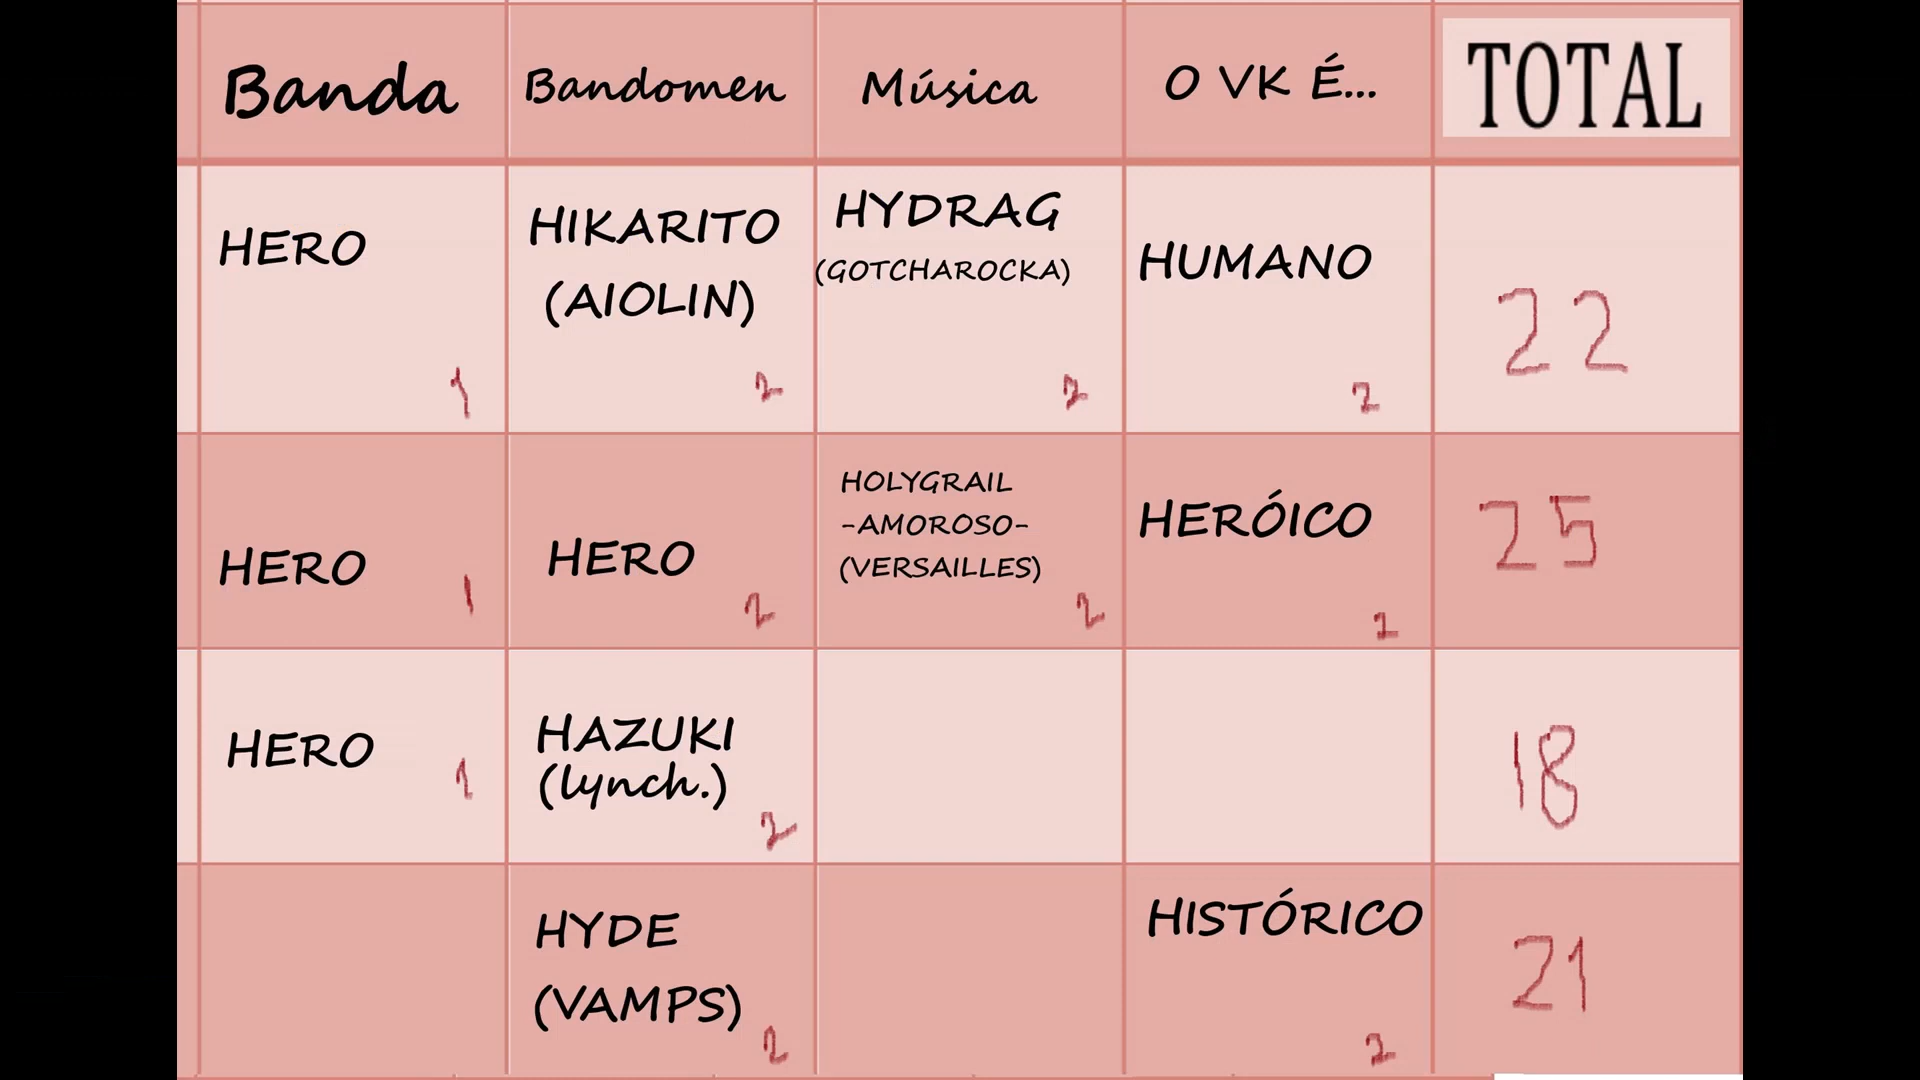 Banda
Bandomen
Música
O VK É...
TOTAL
HERO
1
HIKARITO
(AIOLIN)
2
HYDRAG
(GOTCHAROCKA)
2
HUMANO
2
22
HERO
1
HERO
2
HOLYGRAIL
-AMOROSO-
(VERSAILLES)
2
HERÓICO
2
25
HERO
1
HAZUKI
(lynch.)
2
18
HYDE
(VAMPS)
2
HISTÓRICO
2
21